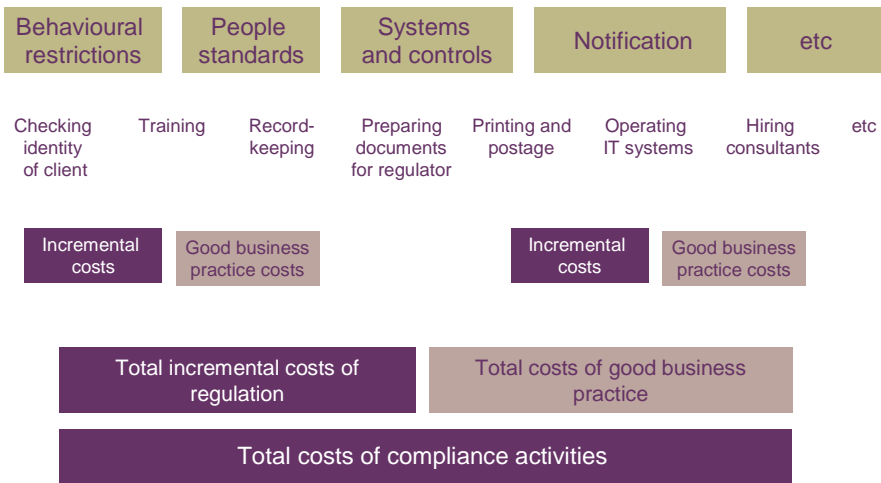 Behavioural
restrictions
People
standards
Systems
and controls
Notification
etc
Checking
identity
of client
Training
Record-
keeping
Preparing
documents
for regulator
Printing and
postage
Operating
IT systems
Hiring
consultants
etc
Incremental
costs
Good business
practice costs
Incremental
costs
Good business
practice costs
Total incremental costs of
regulation
Total costs of good business
practice
Total costs of compliance activities